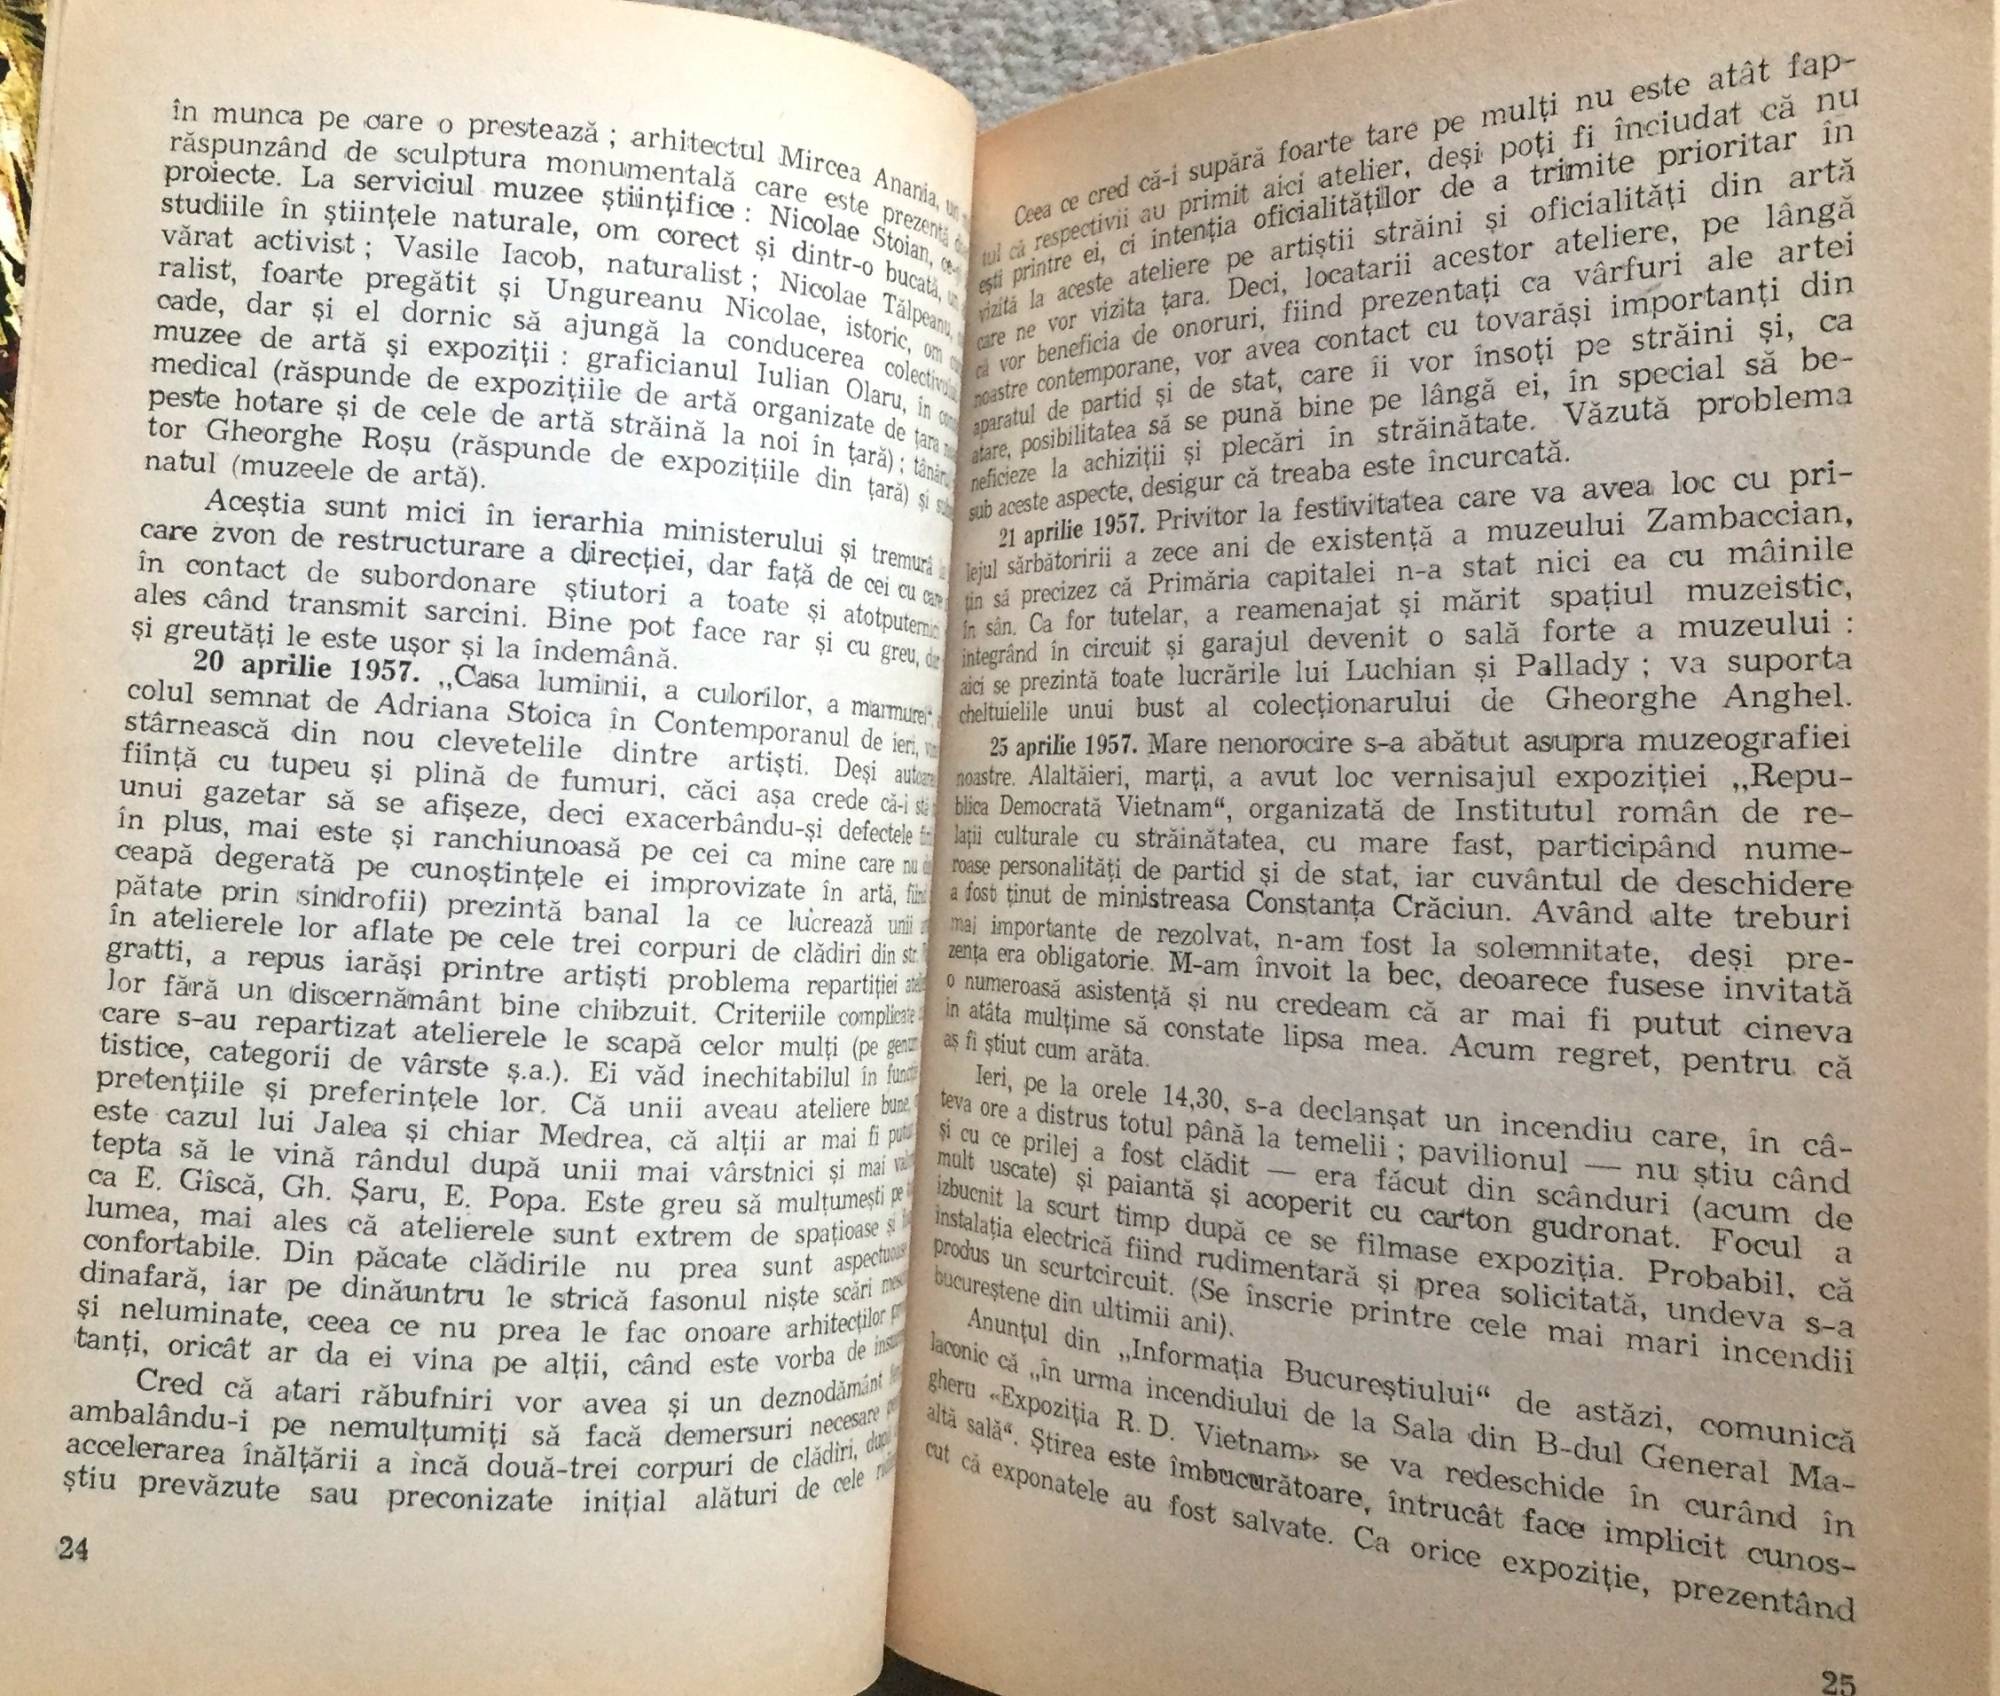 în munca pe care o prestează ; arhitectul Mircea Anania, un
răspunzând de sculptura monumentală care este prezentă
proiecte. La serviciul muzee științifice : Nicolae Stoian,
studiile în științele naturale, om corect și dintr-o bucată, un
vărat activist ; Vasile Iacob, naturalist ; Nicolae Tălpeanu,
ralist, foarte pregătit și Ungureanu Nicolae, istoric, om
cade, dar și el dornic să ajungă la conducerea
muzee de artă și expoziții : graficianul Iulian Olaru, în
medical (răspunde de expozițiile de artă organizate de țara
peste hotare și de cele de artă străină la noi în țară) ;
tor Gheorghe Roșu (răspunde de expozițiile din țară) și
natul (muzeele de artă).
Aceștia sunt mici în ierarhia ministerului și tremură
care zvon de restructurare a direcției, dar față de cei cu care
în contact de subordonare știutori a toate și
ales când transmit sarcini. Bine pot face rar și cu greu,
și greutăți le este ușor și la îndemână.
20 aprilie 1957. „Casa luminii, a culorilor, a marmurei“,
colul semnat de Adriana Stoica în Contemporanul de ieri,
stârnească din nou clevetelile dintre artiști. Deși
ființă cu tupeu și plină de fumuri, căci așa crede că-i
unui gazetar să se afișeze, deci exacerbându-și defectele
în plus, mai este și ranchiunoasă pe cei ca mine care nu
ceapă degerată pe cunoștințele ei improvizate în artă,
pătate prin sindrofii) prezintă banal la ce lucrează unii
în atelierele lor aflate pe cele trei corpuri de clădiri din str.
gratti, a repus iarăși printre artiști problema repartiției
lor fără un discernământ bine chibzuit. Criteriile complicate
care s-au repartizat atelierele le scapă celor mulți (pe
tistice, categorii de vârste ș.a.). Ei văd inechitabilul în
pretențiile și preferințele lor. Că unii aveau ateliere bune,
este cazul lui Jalea și chiar Medrea, că alții ar mai fi
tepta să le vină rândul după unii mai vârstnici și mai
ca E. Gîscă, Gh. Șaru, E. Popa. Este greu să mulțumești pe
lumea, mai ales că atelierele sunt extrem de spațioase și
confortabile. Din păcate clădirile nu prea sunt aspectuoase
dinafară, iar pe dinăuntru le strică fasonul niște scări
și neluminate, ceea ce nu prea le fac onoare arhitecților
tanți, oricât ar da ei vina pe alții, când este vorba de
Cred că atari răbufniri vor avea și un deznodământ
ambalându-i pe nemulțumiți să facă demersuri necesare
accelerarea înălțării a încă două-trei corpuri de clădiri, după
știu prevăzute sau preconizate inițial alături de cele
24
Ceea ce cred că-i supără foarte tare pe mulți nu este atât fap-
tul că respectivii au primit aici atelier, deși poți fi înciudat că nu
ești printre ei, ci intenția oficialităților de a trimite prioritar în
vizită la aceste ateliere pe artiștii străini și oficialități din artă
care ne vor vizita țara. Deci, locatarii acestor ateliere, pe lângă
că vor beneficia de onoruri, fiind prezentați ca vârfuri ale artei
noastre contemporane, vor avea contact cu tovarăși importanți din
aparatul de partid și de stat, care îi vor însoți pe străini și, ca
atare, posibilitatea să se pună bine pe lângă ei, în special să be-
neficieze la achiziții și plecări în străinătate. Văzută problema
sub aceste aspecte, desigur că treaba este încurcată.
21 aprilie 1957. Privitor la festivitatea care va avea loc cu pri-
lejul sărbătoririi a zece ani de existență a muzeului Zambaccian,
țin să precizez că Primăria capitalei n-a stat nici ea cu mâinile
în sân. Ca for tutelar, a reamenajat și mărit spațiul muzeistic,
integrând în circuit și garajul devenit o sală forte a muzeului :
aici se prezintă toate lucrările lui Luchian și Pallady ; va suporta
cheltuielile unui bust al colecționarului de Gheorghe Anghel.
25 aprilie 1957. Mare nenorocire s-a abătut asupra muzeografiei
noastre. Alaltăieri, marți, a avut loc vernisajul expoziției „Repu-
blica Democrată Vietnam“, organizată de Institutul român de re-
lații culturale cu străinătatea, cu mare fast, participând nume-
roase personalități de partid și de stat, iar cuvântul de deschidere
a fost ținut de ministreasa Constanța Crăciun. Având alte treburi
mai importante de rezolvat, n-am fost la solemnitate, deși pre-
zența era obligatorie. M-am învoit la bec, deoarece fusese invitată
o numeroasă asistență și nu credeam că ar mai fi putut cineva
în atâta mulțime să constate lipsa mea. Acum regret, pentru că
aș fi știut cum arăta.
Ieri, pe la orele 14,30, s-a declanșat un incendiu care, în câ-
teva ore a distrus totul până la temelii ; pavilionul — nu știu când
și cu ce prilej a fost clădit — era făcut din scânduri (acum de
mult uscate) și paiantă și acoperit cu carton gudronat. Focul a
izbucnit la scurt timp după ce se filmase expoziția. Probabil, că
instalația electrică fiind rudimentară și prea solicitată, undeva s-a
produs un scurtcircuit. (Se înscrie printre cele mai mari incendii
bucureștene din ultimii ani).
Anunțul din „Informația Bucureștiului“ de astăzi, comunică
laconic că „în urma incendiului de la Sala din B-dul General Ma-
gheru «Expoziția R. D. Vietnam» se va redeschide în curând în
altă sală“. Știrea este îmbucurătoare, întrucât face implicit cunos-
cut că exponatele au fost salvate. Ca orice expoziție, prezentând
25